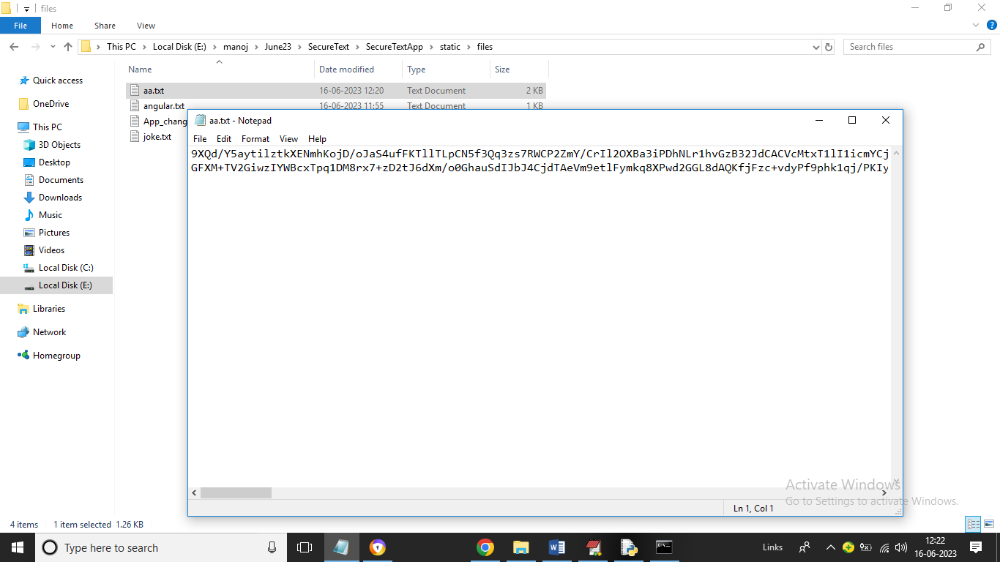 files
File Home Share View
This PC Local Disk (E:) manoj June23 SecureText SecureTextApp static files
Search files
Name Date modified Type Size
Quick access
OneDrive
This PC
3D Objects
Desktop
Documents
Downloads
Music
Pictures
Videos
Local Disk (C:)
Local Disk (E:)
Libraries
Network
Homegroup
aa.txt 16-06-2023 12:20 Text Document 2 KB
angular.txt 16-06-2023 11:55 Text Document 1 KB
App_chang
joke.txt
aa.txt - Notepad
File Edit Format View Help
9XQd/Y5aytilztkXENmhKojD/oJaS4ufFKTllTLpCN5f3Qq3zs7RWCP2ZmY/CrIl2OXBa3iPDhNLr1hvGzB32JdCACVcMtxT1lI1icmYCj
GFXM+TV2GiwzIYWBcxTpq1DM8rx7+zD2tJ6dXm/o0GhauSdIJbJ4CjdTAeVm9etlFymkq8XPwd2GGL8dAQKfjFzc+vdyPf9phk1qj/PKIy
Ln 1, Col 1
Activate Windows
Go to Settings to activate Windows.
4 items 1 item selected 1.26 KB
Type here to search
Links
12:22
16-06-2023